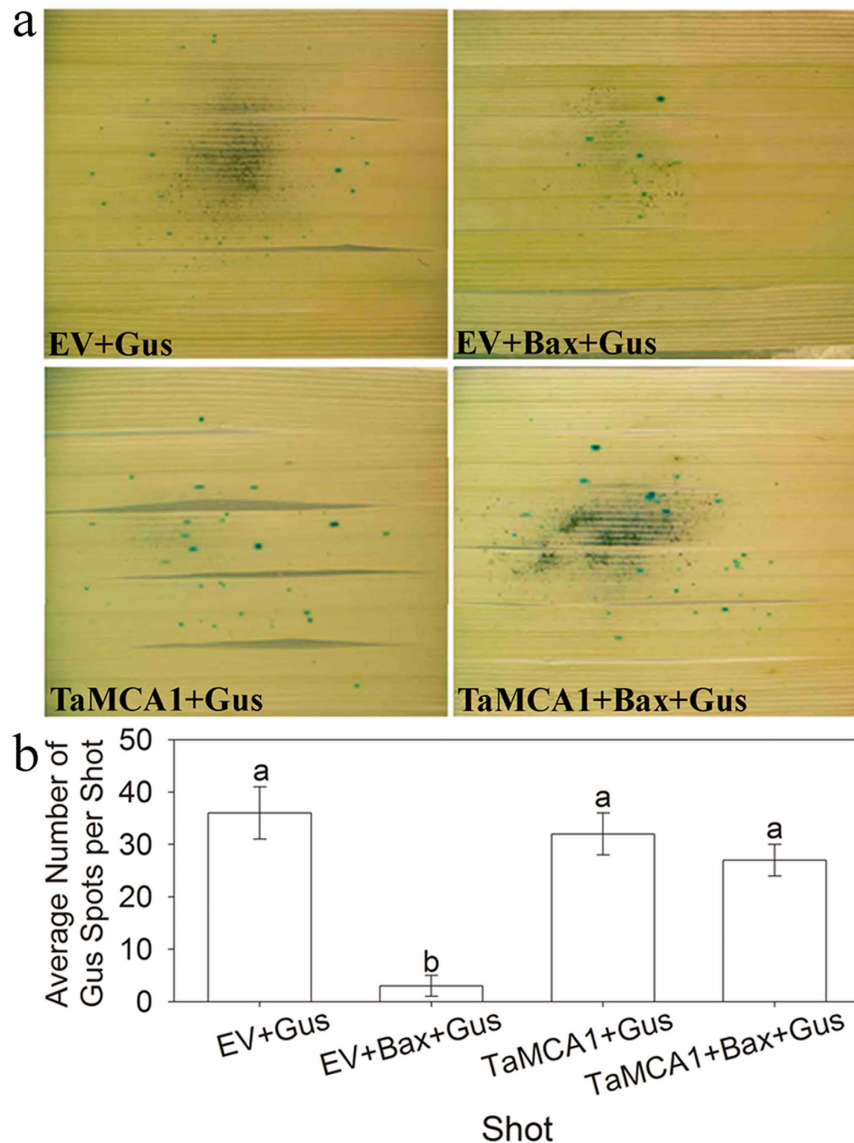 a
EV+Gus
EV+Bax+Gus
TaMCA1+Gus
TaMCA1+Bax+Gus
b
Average Number of
Gus Spots per Shot
50
40
30
20
10
0
a
b
a
a
EV+Gus
EV+Bax+Gus
TaMCA1+Gus
TaMCA1+Bax+Gus
Shot